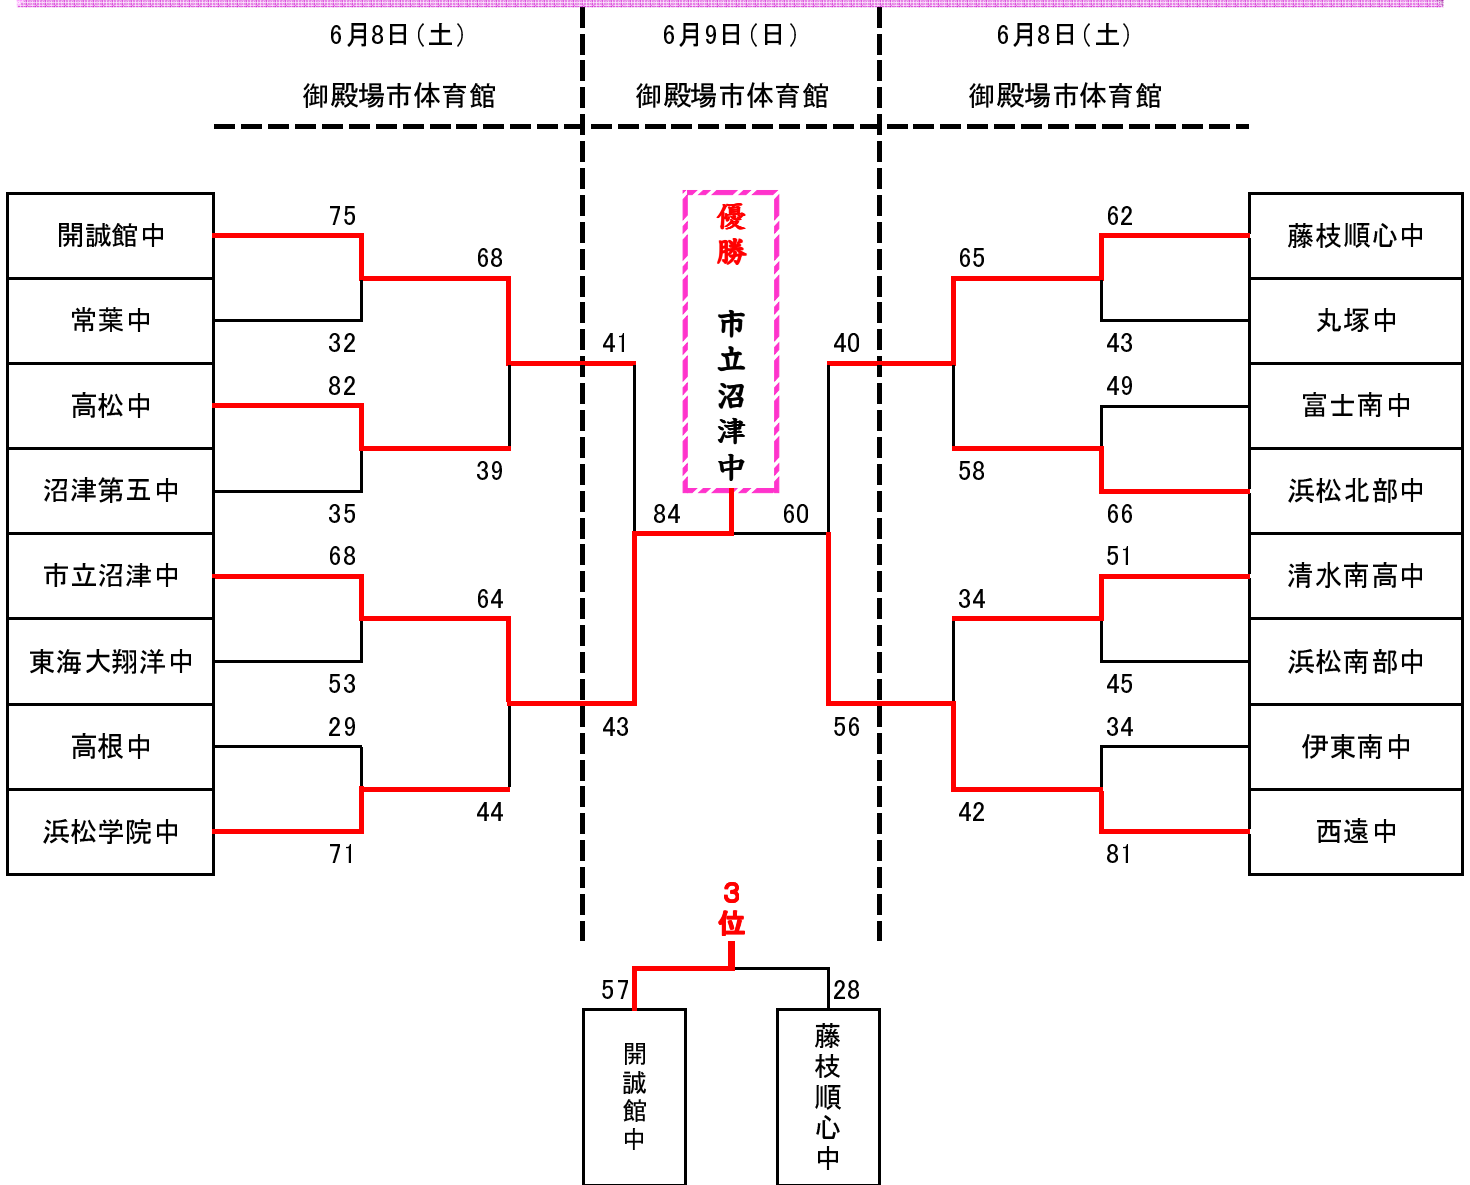 6月8日（土）
6月9日（日）
6月8日（土）
御殿場市体育館
御殿場市体育館
御殿場市体育館
優勝　市立沼津中
開誠館中
常葉中
高松中
沼津第五中
市立沼津中
東海大翔洋中
高根中
浜松学院中
75
32
82
35
68
53
29
71
68
39
64
44
41
43
84
60
40
56
65
58
34
42
62
43
49
66
51
45
34
81
藤枝順心中
丸塚中
富士南中
浜松北部中
清水南高中
浜松南部中
伊東南中
西遠中
3位
57
28
開誠館中
藤枝順心中